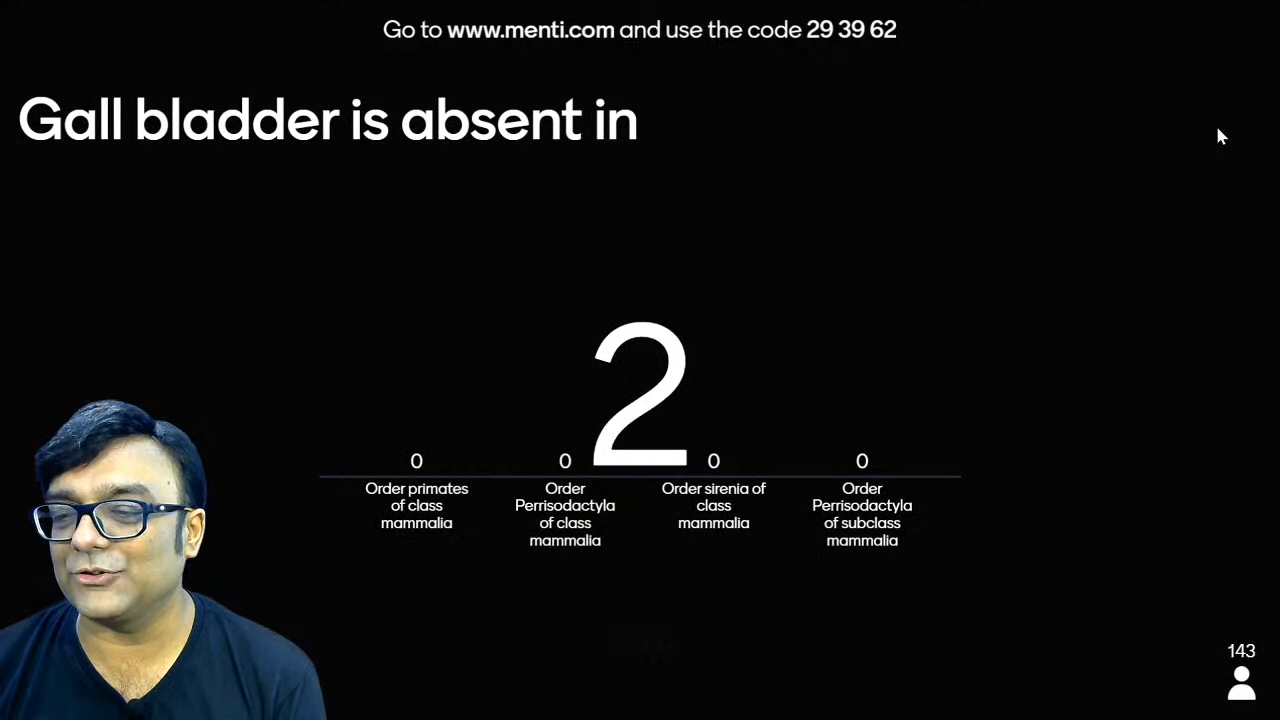 Go to www.menti.com and use the code 29 39 62
Gall bladder is absent in
2
0
0
0
0
Order primates
of class
mammalia
Order
Perrisodactyla
of class
mammalia
Order sirenia of
class
mammalia
Order
Perrisodactyla
of subclass
mammalia
143